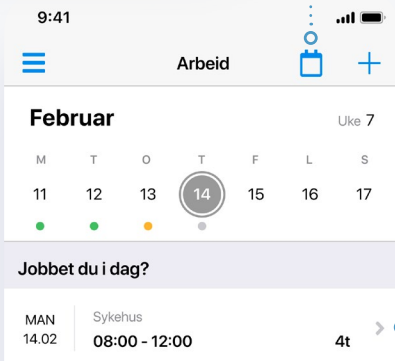 9:41
Arbeid
Februar
Uke 7
M T O T F L S
11 12 13 14 15 16 17
Jobbet du i dag?
MAN
14.02
Sykehus
08:00 - 12:00
4t